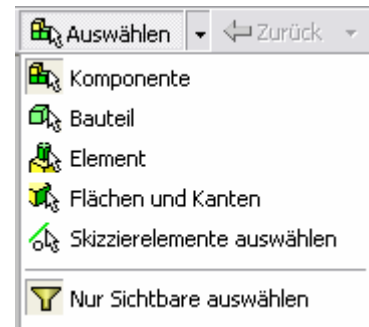 Auswählen Zurück
Komponente
Bauteil
Element
Flächen und Kanten
Skizzierelemente auswählen
Nur Sichtbare auswählen